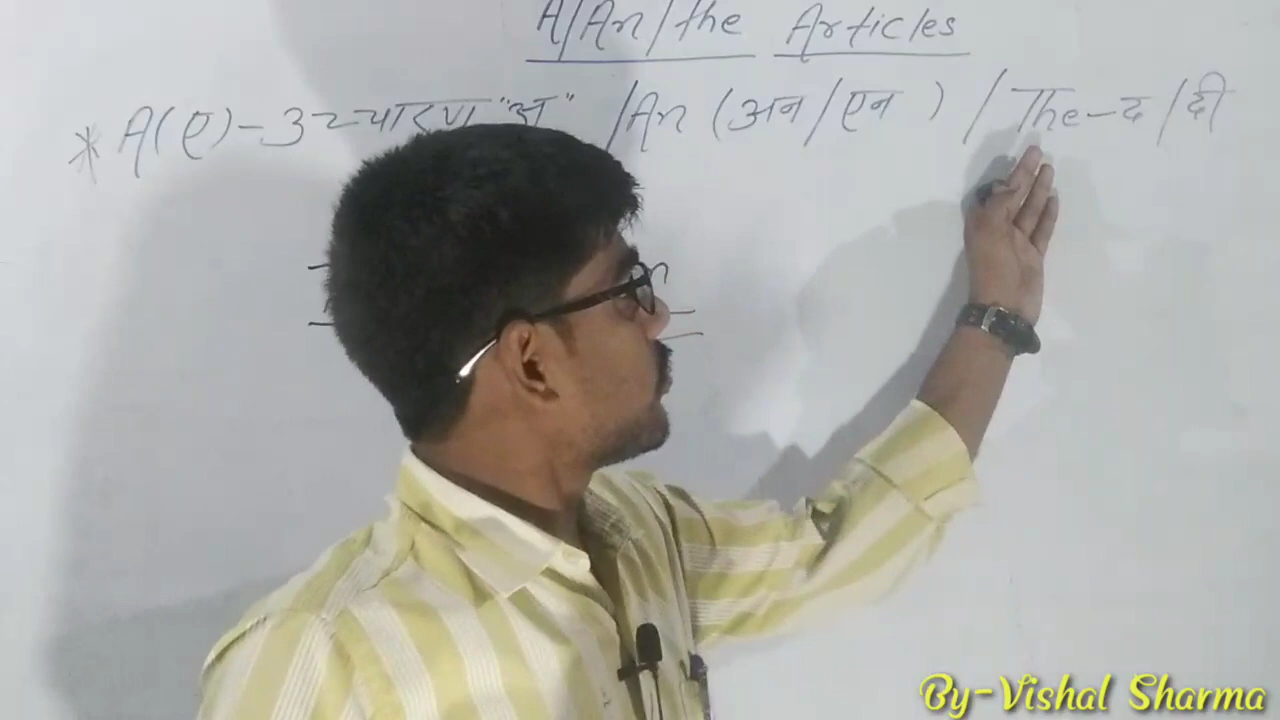 A/An/the Articles
* A(ए)-उच्चारण "अ" /An (अन/एन) / The-द/दी
By-Vishal Sharma